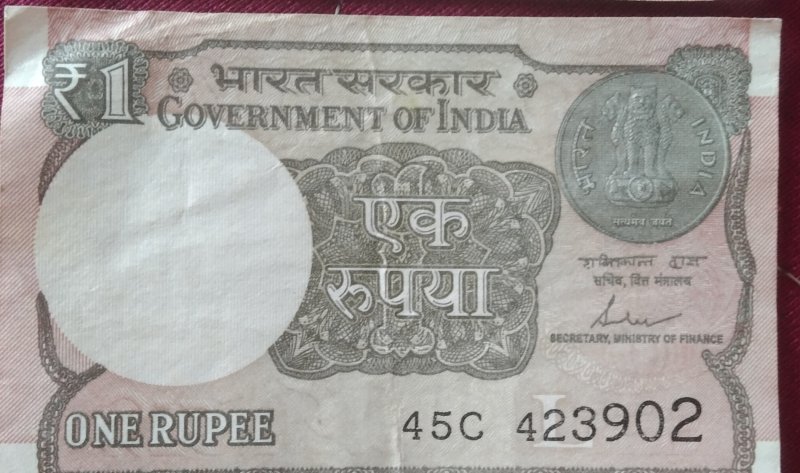 ₹1
भारत सरकार
GOVERNMENT OF INDIA
भारत INDIA
सत्यमेव जयते
एक
रुपया
शक्तिकान्त दास
सचिव, वित्त मंत्रालय
SECRETARY, MINISTRY OF FINANCE
L
ONE RUPEE
45C 423902